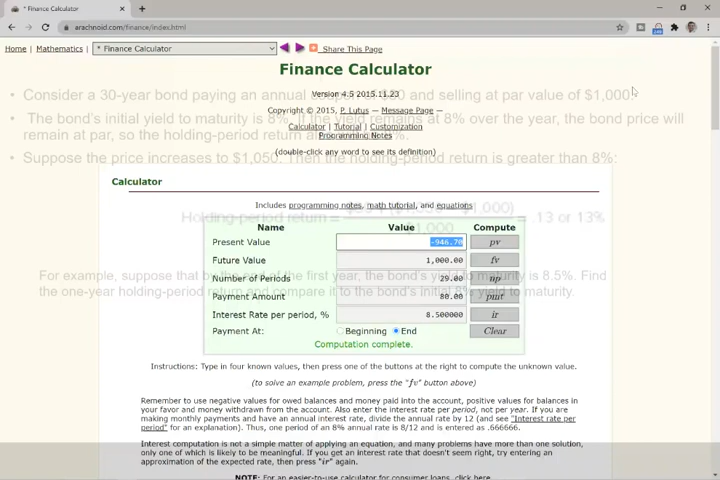 * Finance Calculator
arachnoid.com/finance/index.html
Home | Mathematics | * Finance Calculator Share This Page
Finance Calculator
Version 4.5 2015.11.23
• Consider a 30-year bond paying an annual and selling at par value of $1,000.
Copyright © 2015, P. Lutus — Message Page —
• The bond's initial yield to maturity is 8%. If the yield remains at 8% over the year, the bond price will
Calculator | Tutorial | Customization
remain at par, so the holding-period return
Programming Notes
(double-click any word to see its definition)
• Suppose the price increases to $1,050. Then the holding-period return is greater than 8%:
Calculator
Includes programming notes, math tutorial, and equations
Holding-period return = = .13 or 13%
$1,000
Name Value Compute
Present Value -946.70 pv
Future Value 1,000.00 fv
For example, suppose that by the end of the first year, the bond's yield to maturity is 8.5%. Find
Number of Periods 29.00 np
the one-year holding-period return and compare it to the bond's initial 8% yield to maturity.
Payment Amount 80.00 pmt
Interest Rate per period, % 8.500000 ir
Payment At: Beginning End Clear
Computation complete.
Instructions: Type in four known values, then press one of the buttons at the right to compute the unknown value.
(to solve an example problem, press the "fv" button above)
Remember to use negative values for owed balances and money paid into the account, positive values for balances in
your favor and money withdrawn from the account. Also enter the interest rate per period, not per year. If you are
making monthly payments and have an annual interest rate, divide the annual rate by 12 (and see "Interest rate per
period" for an explanation). Thus, one period of an 8% annual rate is 8/12 and is entered as .666666.
Interest computation is not a simple matter of applying an equation, and many problems have more than one solution,
only one of which is likely to be meaningful. If you get an interest rate that doesn't seem right, try entering an
approximation of the expected rate, then press "ir" again.
NOTE: For an easier-to-use calculator for consumer loans, click here.